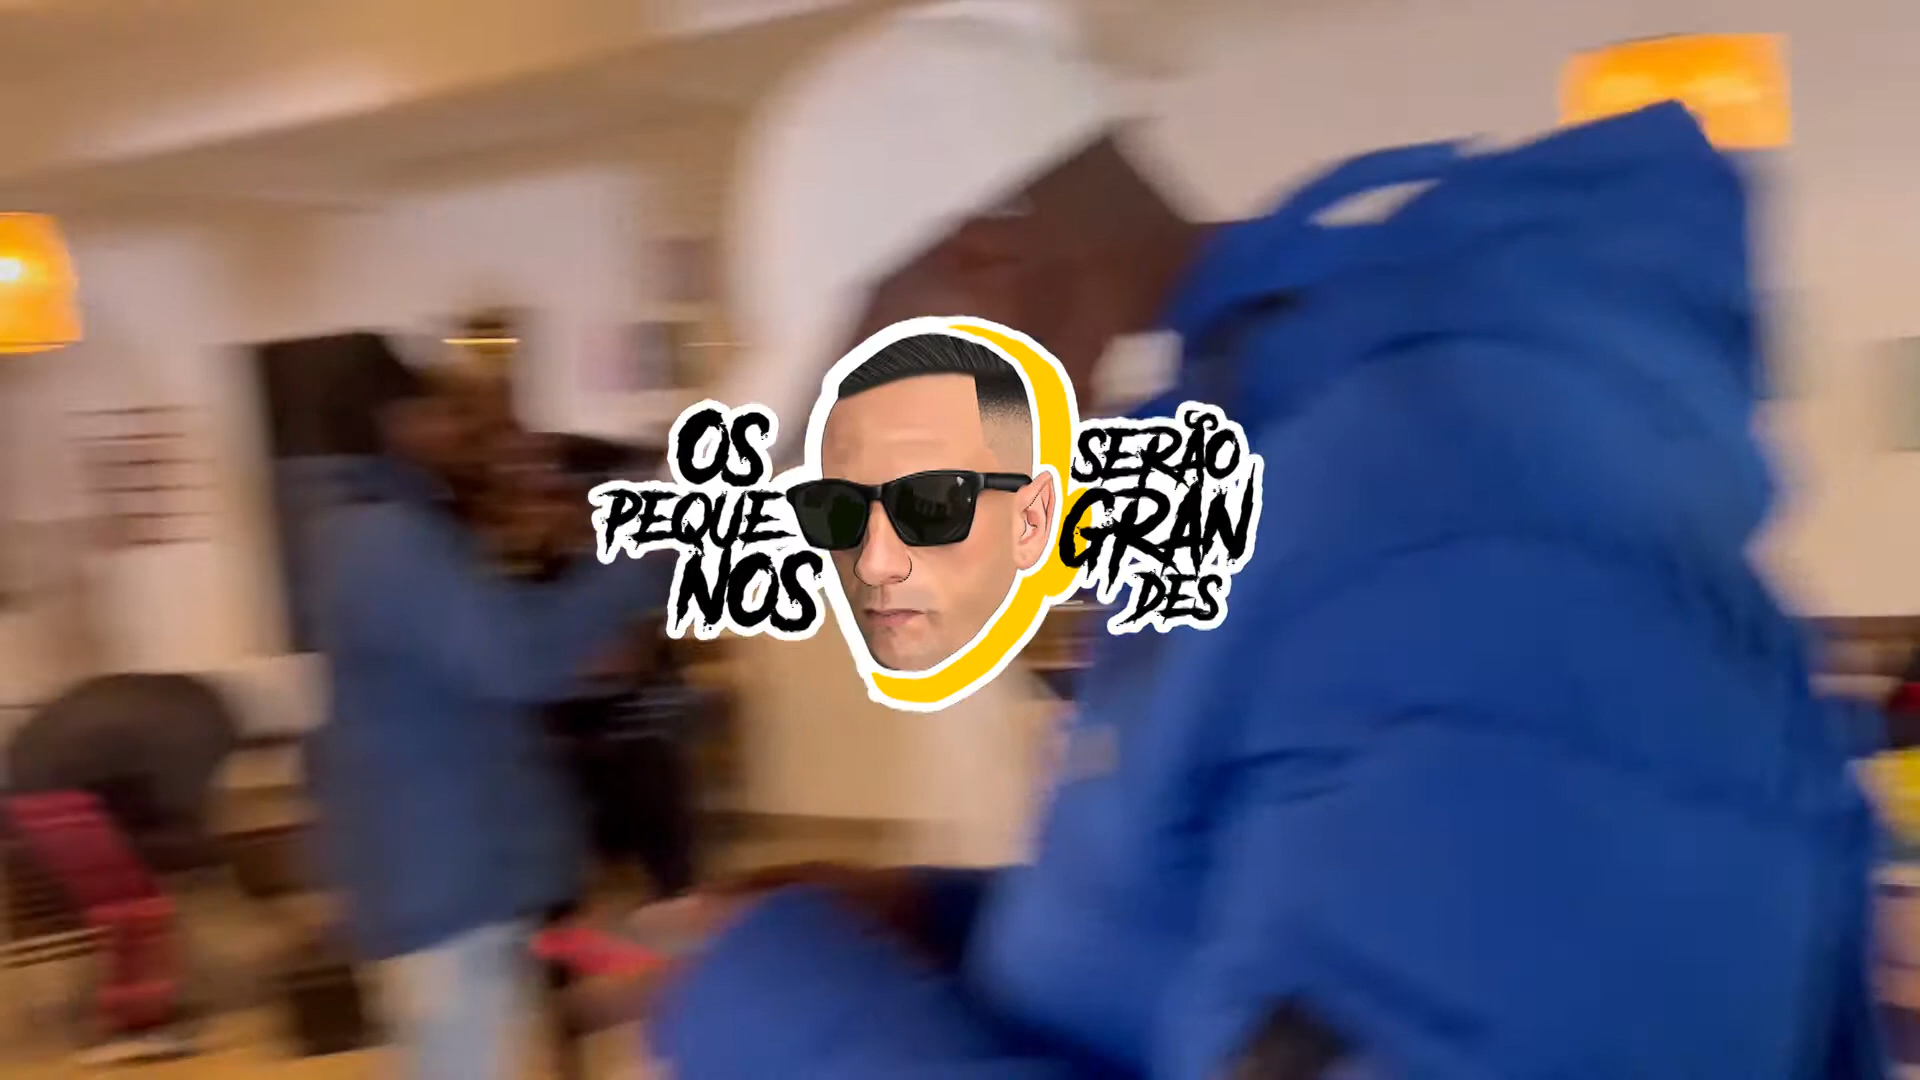 OS
PEQUE
NOS
SERÃO
GRAN
DES